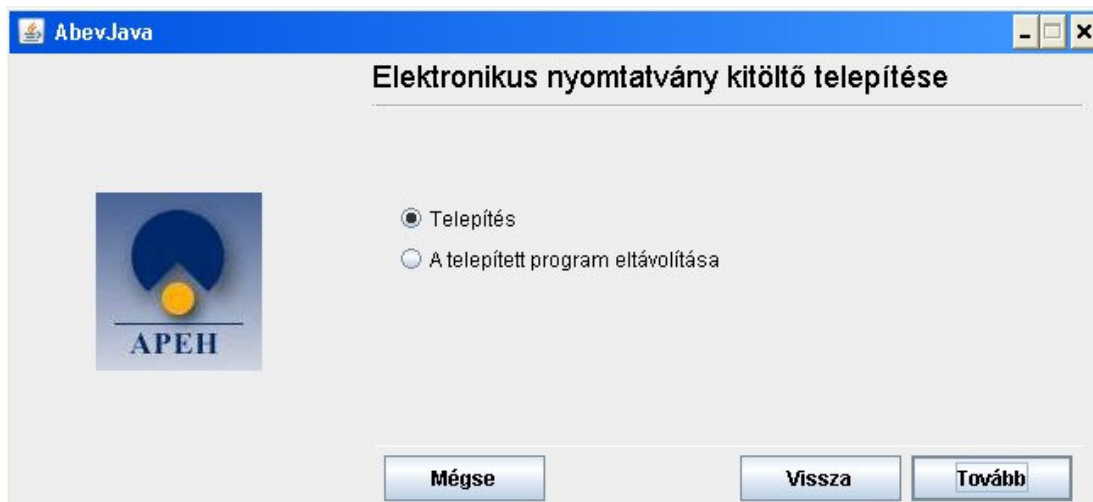 AbevJava
Elektronikus nyomtatvány kitöltő telepítése
Telepítés
A telepített program eltávolítása
APEH
Mégse
Vissza
Tovább